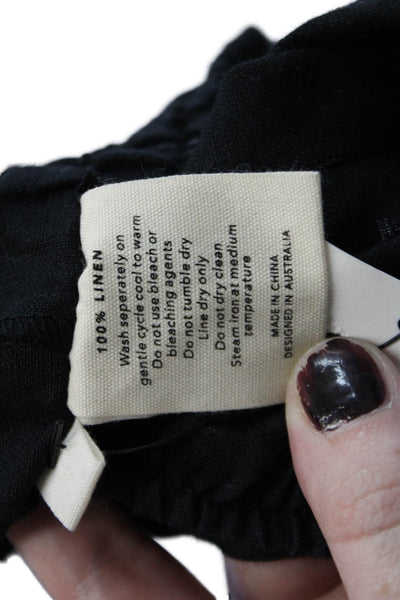 100% LINEN
Wash seperately on
gentle cycle cool to warm
Do not use bleach or
bleaching agents
Do not tumble dry
Line dry only
Do not dry clean
Steam iron at medium
temperature
MADE IN CHINA
DESIGNED IN AUSTRALIA